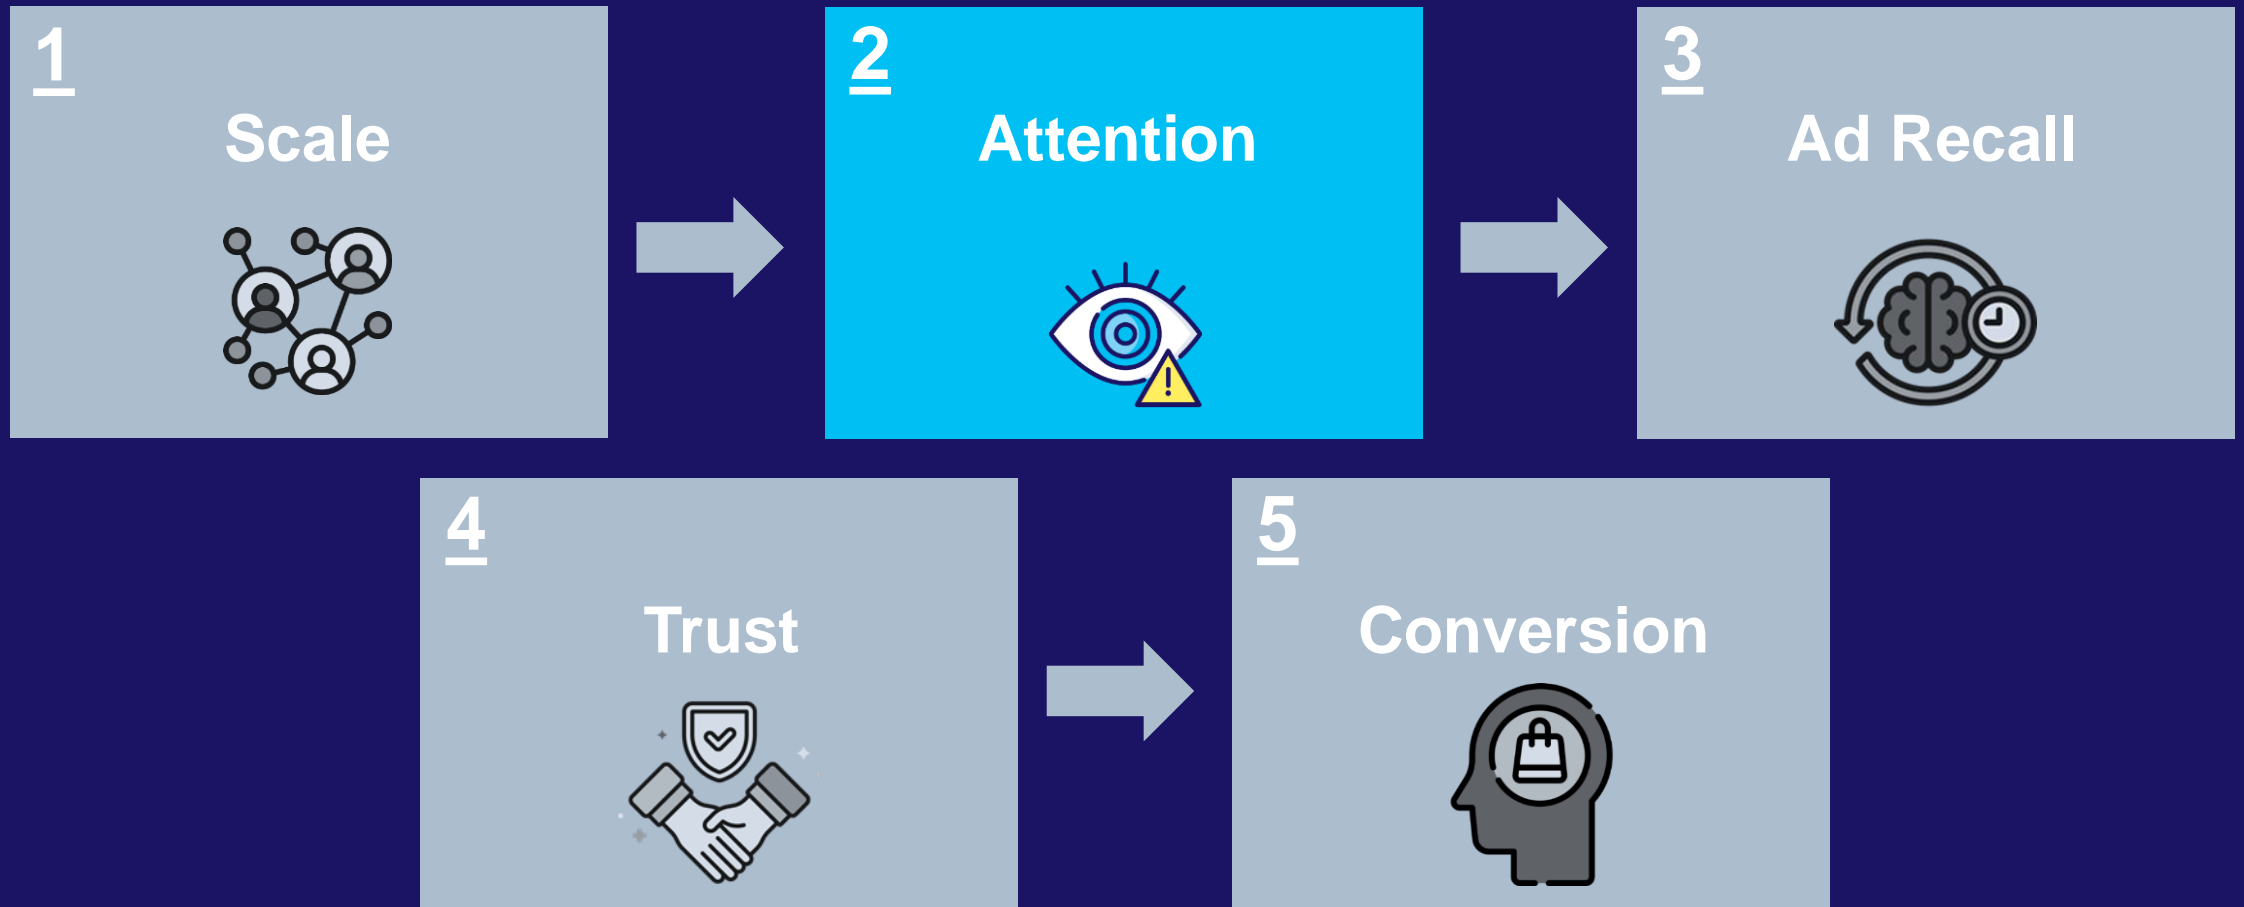 1
Scale
2
Attention
3
Ad Recall
4
Trust
5
Conversion